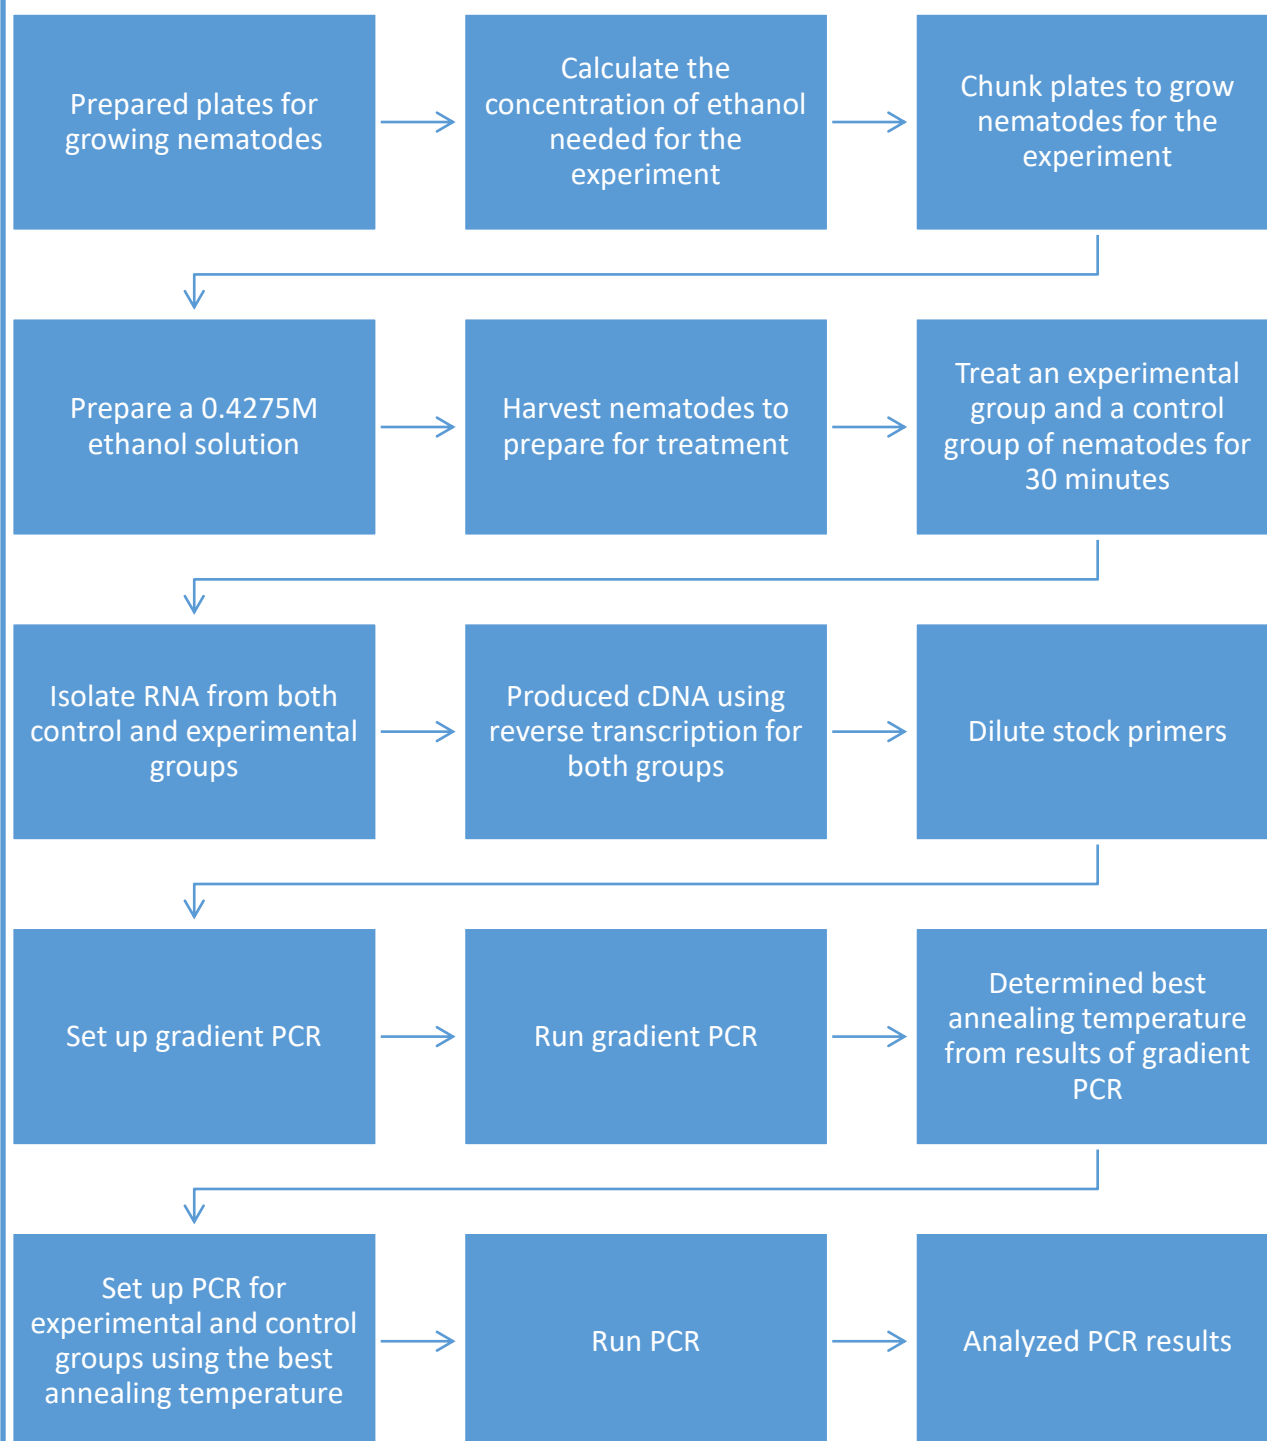 Prepared plates for
growing nematodes
Calculate the
concentration of ethanol
needed for the
experiment
Chunk plates to grow
nematodes for the
experiment
Prepare a 0.4275M
ethanol solution
Harvest nematodes to
prepare for treatment
Treat an experimental
group and a control
group of nematodes for
30 minutes
Isolate RNA from both
control and experimental
groups
Produced cDNA using
reverse transcription for
both groups
Dilute stock primers
Set up gradient PCR
Run gradient PCR
Determined best
annealing temperature
from results of gradient
PCR
Set up PCR for
experimental and control
groups using the best
annealing temperature
Run PCR
Analyzed PCR results